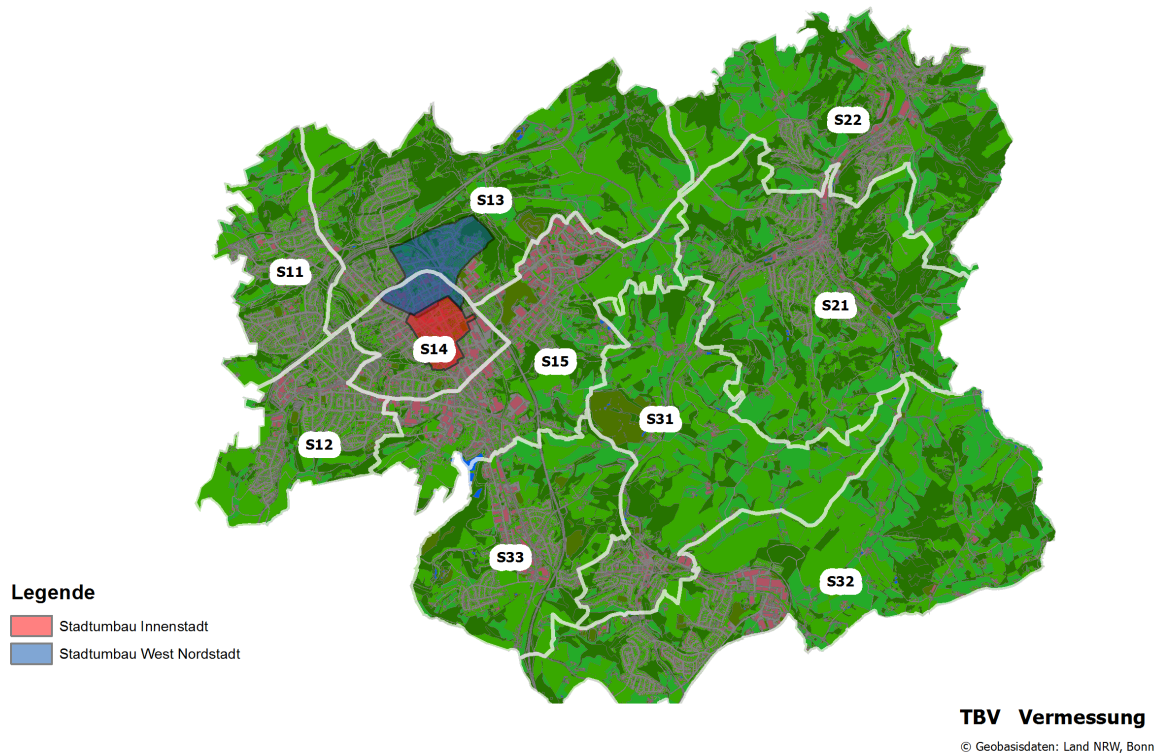 S22
S13
S11
S21
S14
S15
S31
S12
S33
S32
Legende
Stadtumbau Innenstadt
Stadtumbau West Nordstadt
TBV Vermessung
© Geobasisdaten: Land NRW, Bonn